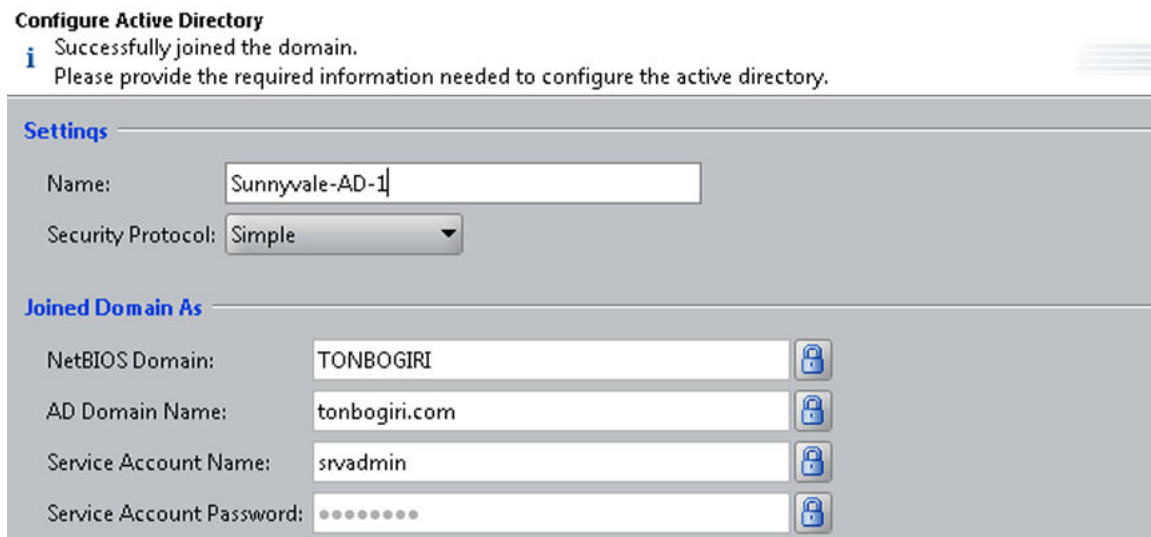 Configure Active Directory
Successfully joined the domain.
Please provide the required information needed to configure the active directory.
Settings
Name: Sunnyvale-AD-1
Security Protocol: Simple
Joined Domain As
NetBIOS Domain: TONBOGIRI
AD Domain Name: tonbogiri.com
Service Account Name: srvadmin
Service Account Password: ●●●●●●●●